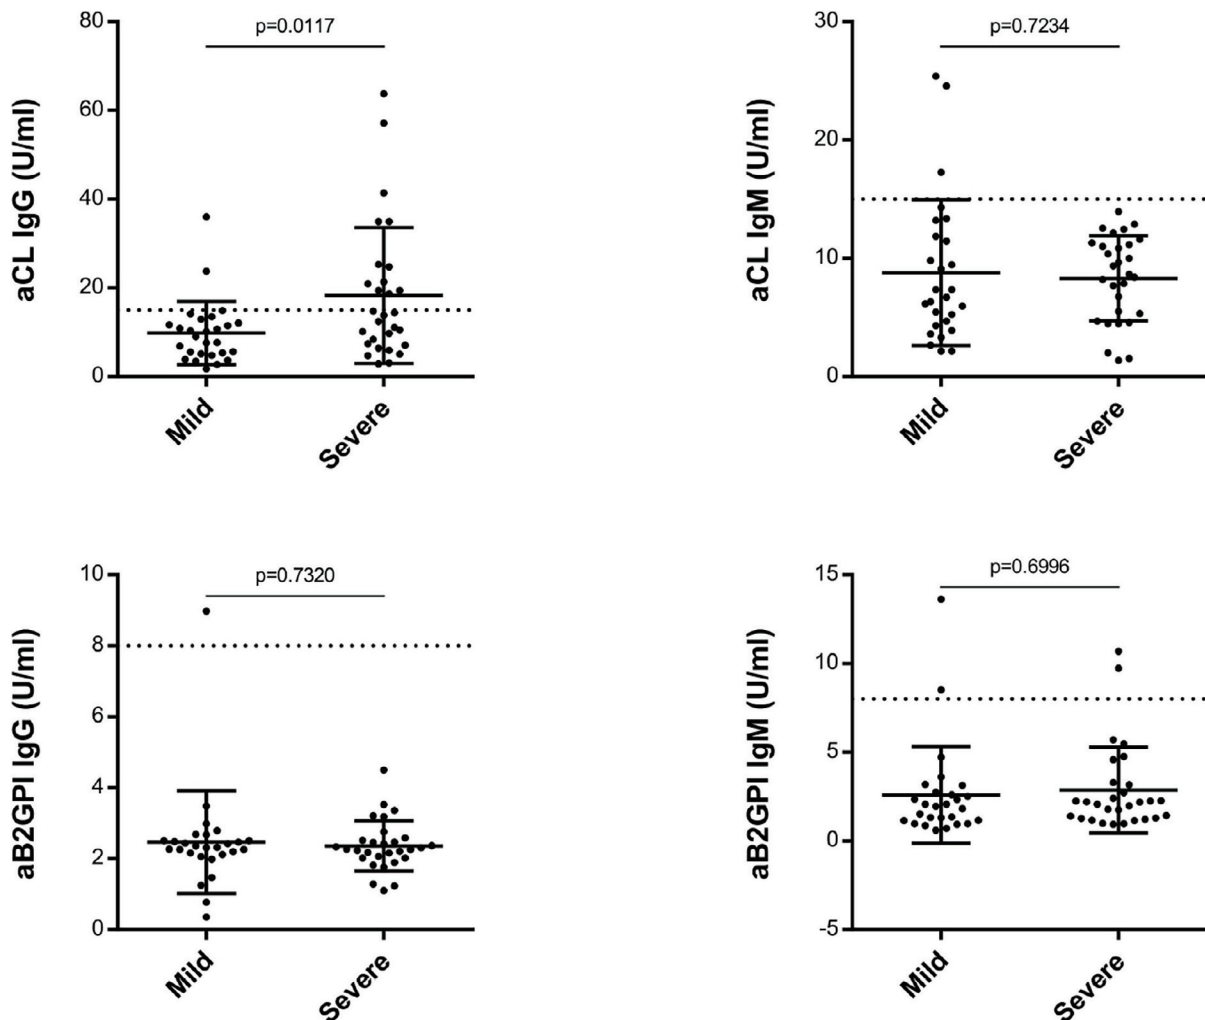 p=0.0117
aCL IgG (U/ml)
80
60
40
20
0
Mild
Severe
p=0.7234
aCL IgM (U/ml)
30
20
10
0
Mild
Severe
p=0.7320
aB2GPI IgG (U/ml)
10
8
6
4
2
0
Mild
Severe
p=0.6996
aB2GPI IgM (U/ml)
15
10
5
0
-5
Mild
Severe